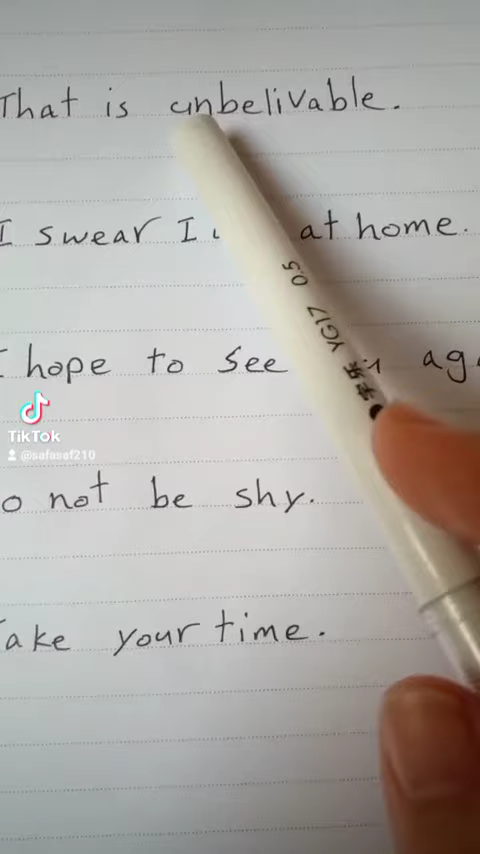 That is unbelivable.
I swear I at home.
I hope to see
TikTok
@safasaf210
not be shy.
Take your time.
YG17 0.5